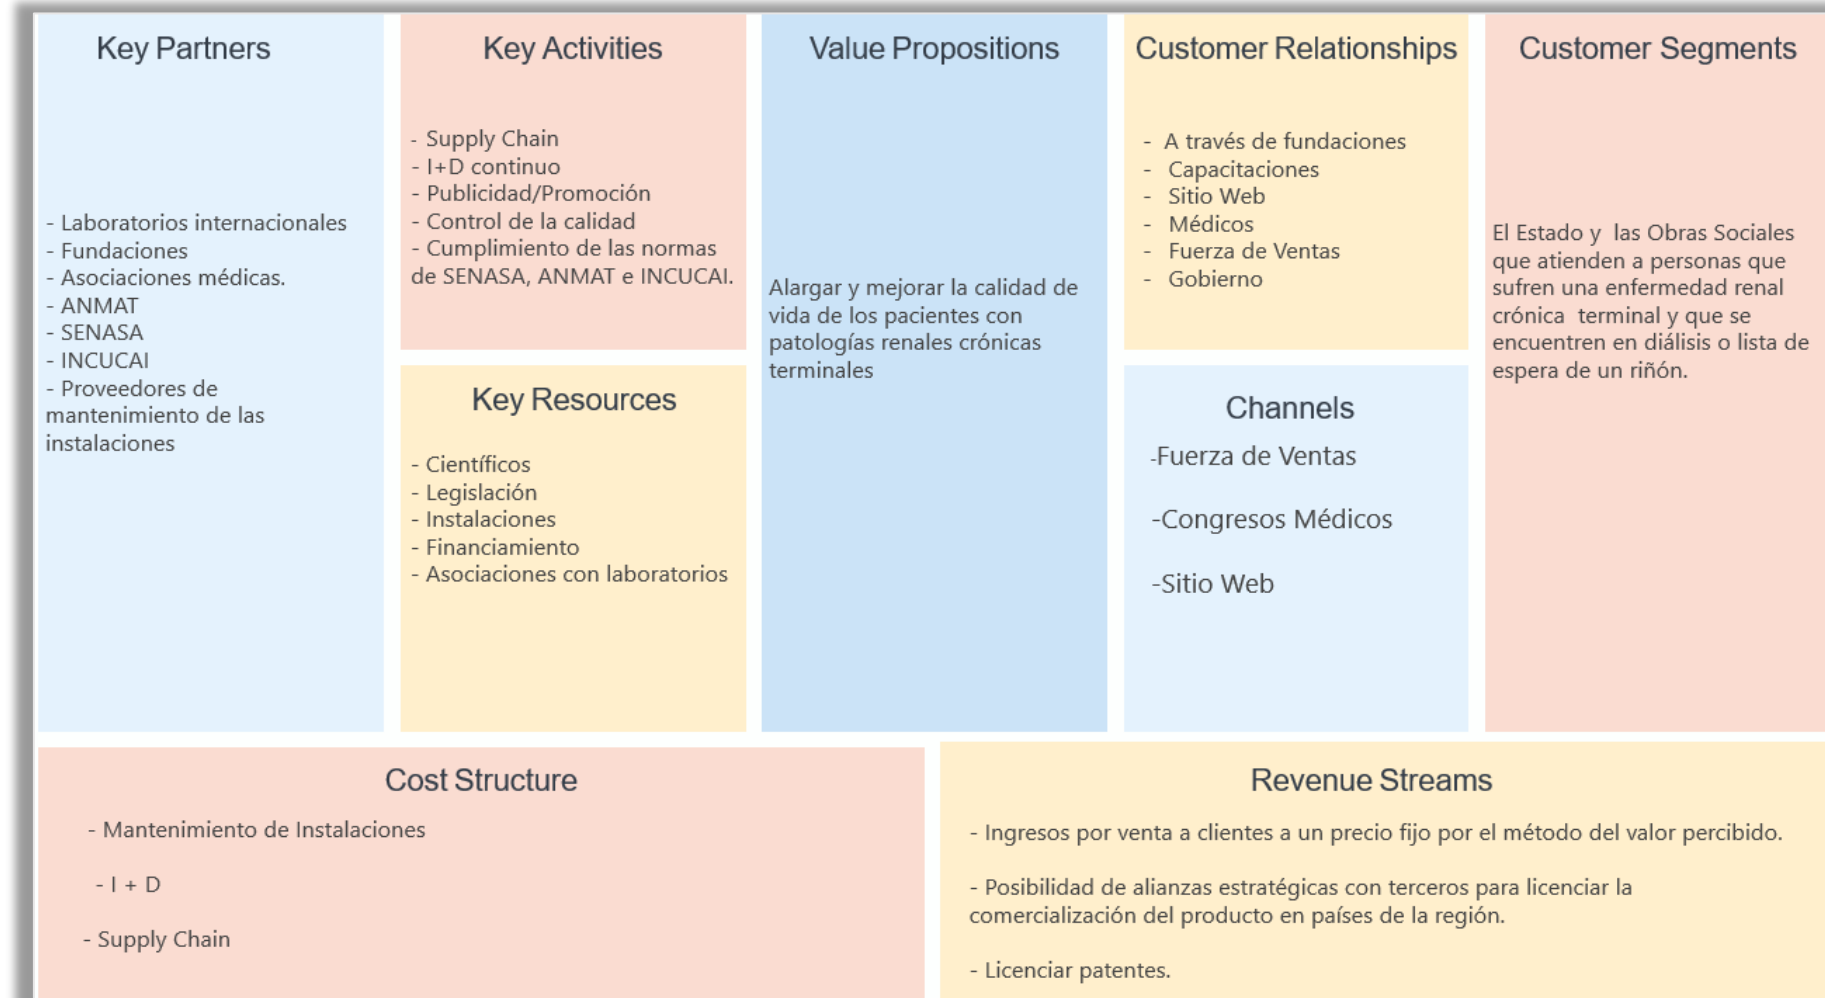 Key Partners
- Laboratorios internacionales
- Fundaciones
- Asociaciones médicas.
- ANMAT
- SENASA
- INCUCAI
- Proveedores de
mantenimiento de las
instalaciones
Key Activities
- Supply Chain
- I+D continuo
- Publicidad/Promoción
- Control de la calidad
- Cumplimiento de las normas
de SENASA, ANMAT e INCUCAI.
Key Resources
- Científicos
- Legislación
- Instalaciones
- Financiamiento
- Asociaciones con laboratorios
Value Propositions
Alargar y mejorar la calidad de
vida de los pacientes con
patologías renales crónicas
terminales
Customer Relationships
- A través de fundaciones
- Capacitaciones
- Sitio Web
- Médicos
- Fuerza de Ventas
- Gobierno
Channels
-Fuerza de Ventas
-Congresos Médicos
-Sitio Web
Customer Segments
El Estado y las Obras Sociales
que atienden a personas que
sufren una enfermedad renal
crónica terminal y que se
encuentren en diálisis o lista de
espera de un riñón.
Cost Structure
- Mantenimiento de Instalaciones
- I + D
- Supply Chain
Revenue Streams
- Ingresos por venta a clientes a un precio fijo por el método del valor percibido.
- Posibilidad de alianzas estratégicas con terceros para licenciar la
comercialización del producto en países de la región.
- Licenciar patentes.